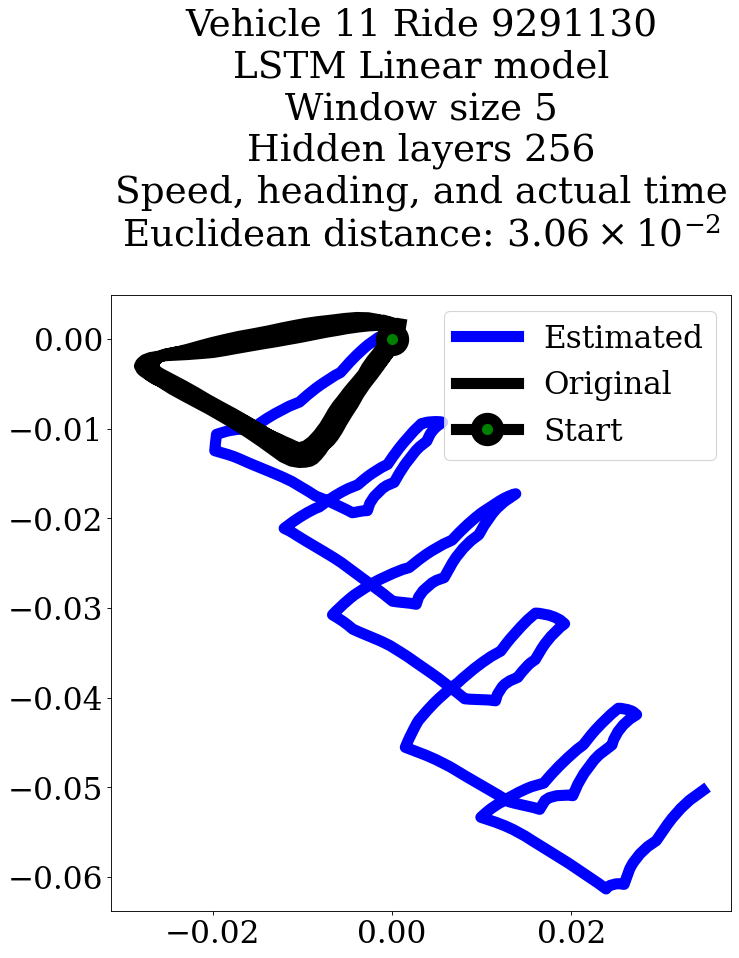 Vehicle 11 Ride 9291130
LSTM Linear model
Window size 5
Hidden layers 256
Speed, heading, and actual time
Euclidean distance: 3.06 × 10⁻²
Estimated
Original
Start
0.00
−0.01
−0.02
−0.03
−0.04
−0.05
−0.06
−0.02 0.00 0.02